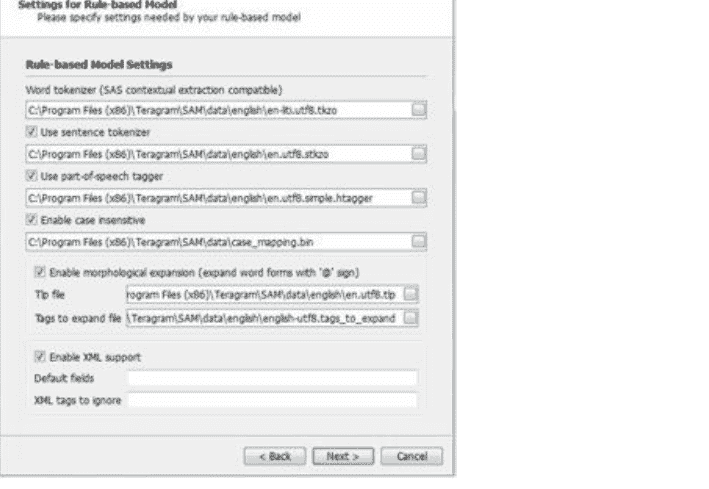 Settings for Rule-based Model
Please specify settings needed by your rule-based model
Rule-based Model Settings
Word tokenizer (SAS contextual extraction compatible)
C:\Program Files (x86)\Teragram\SAM\data\english\en-liti.utf8.tkzo
Use sentence tokenizer
C:\Program Files (x86)\Teragram\SAM\data\english\en.utf8.stkzo
Use part-of-speech tagger
C:\Program Files (x86)\Teragram\SAM\data\english\en.utf8.simple.htagger
Enable case insensitive
C:\Program Files (x86)\Teragram\SAM\data\case_mapping.bin
Enable morphological expansion (expand word forms with '@' sign)
Tlp file rogram Files (x86)\Teragram\SAM\data\english\en.utf8.tlp
Tags to expand file \Teragram\SAM\data\english\english-utf8.tags_to_expand
Enable XML support
Default fields
XML tags to ignore
< Back Next > Cancel